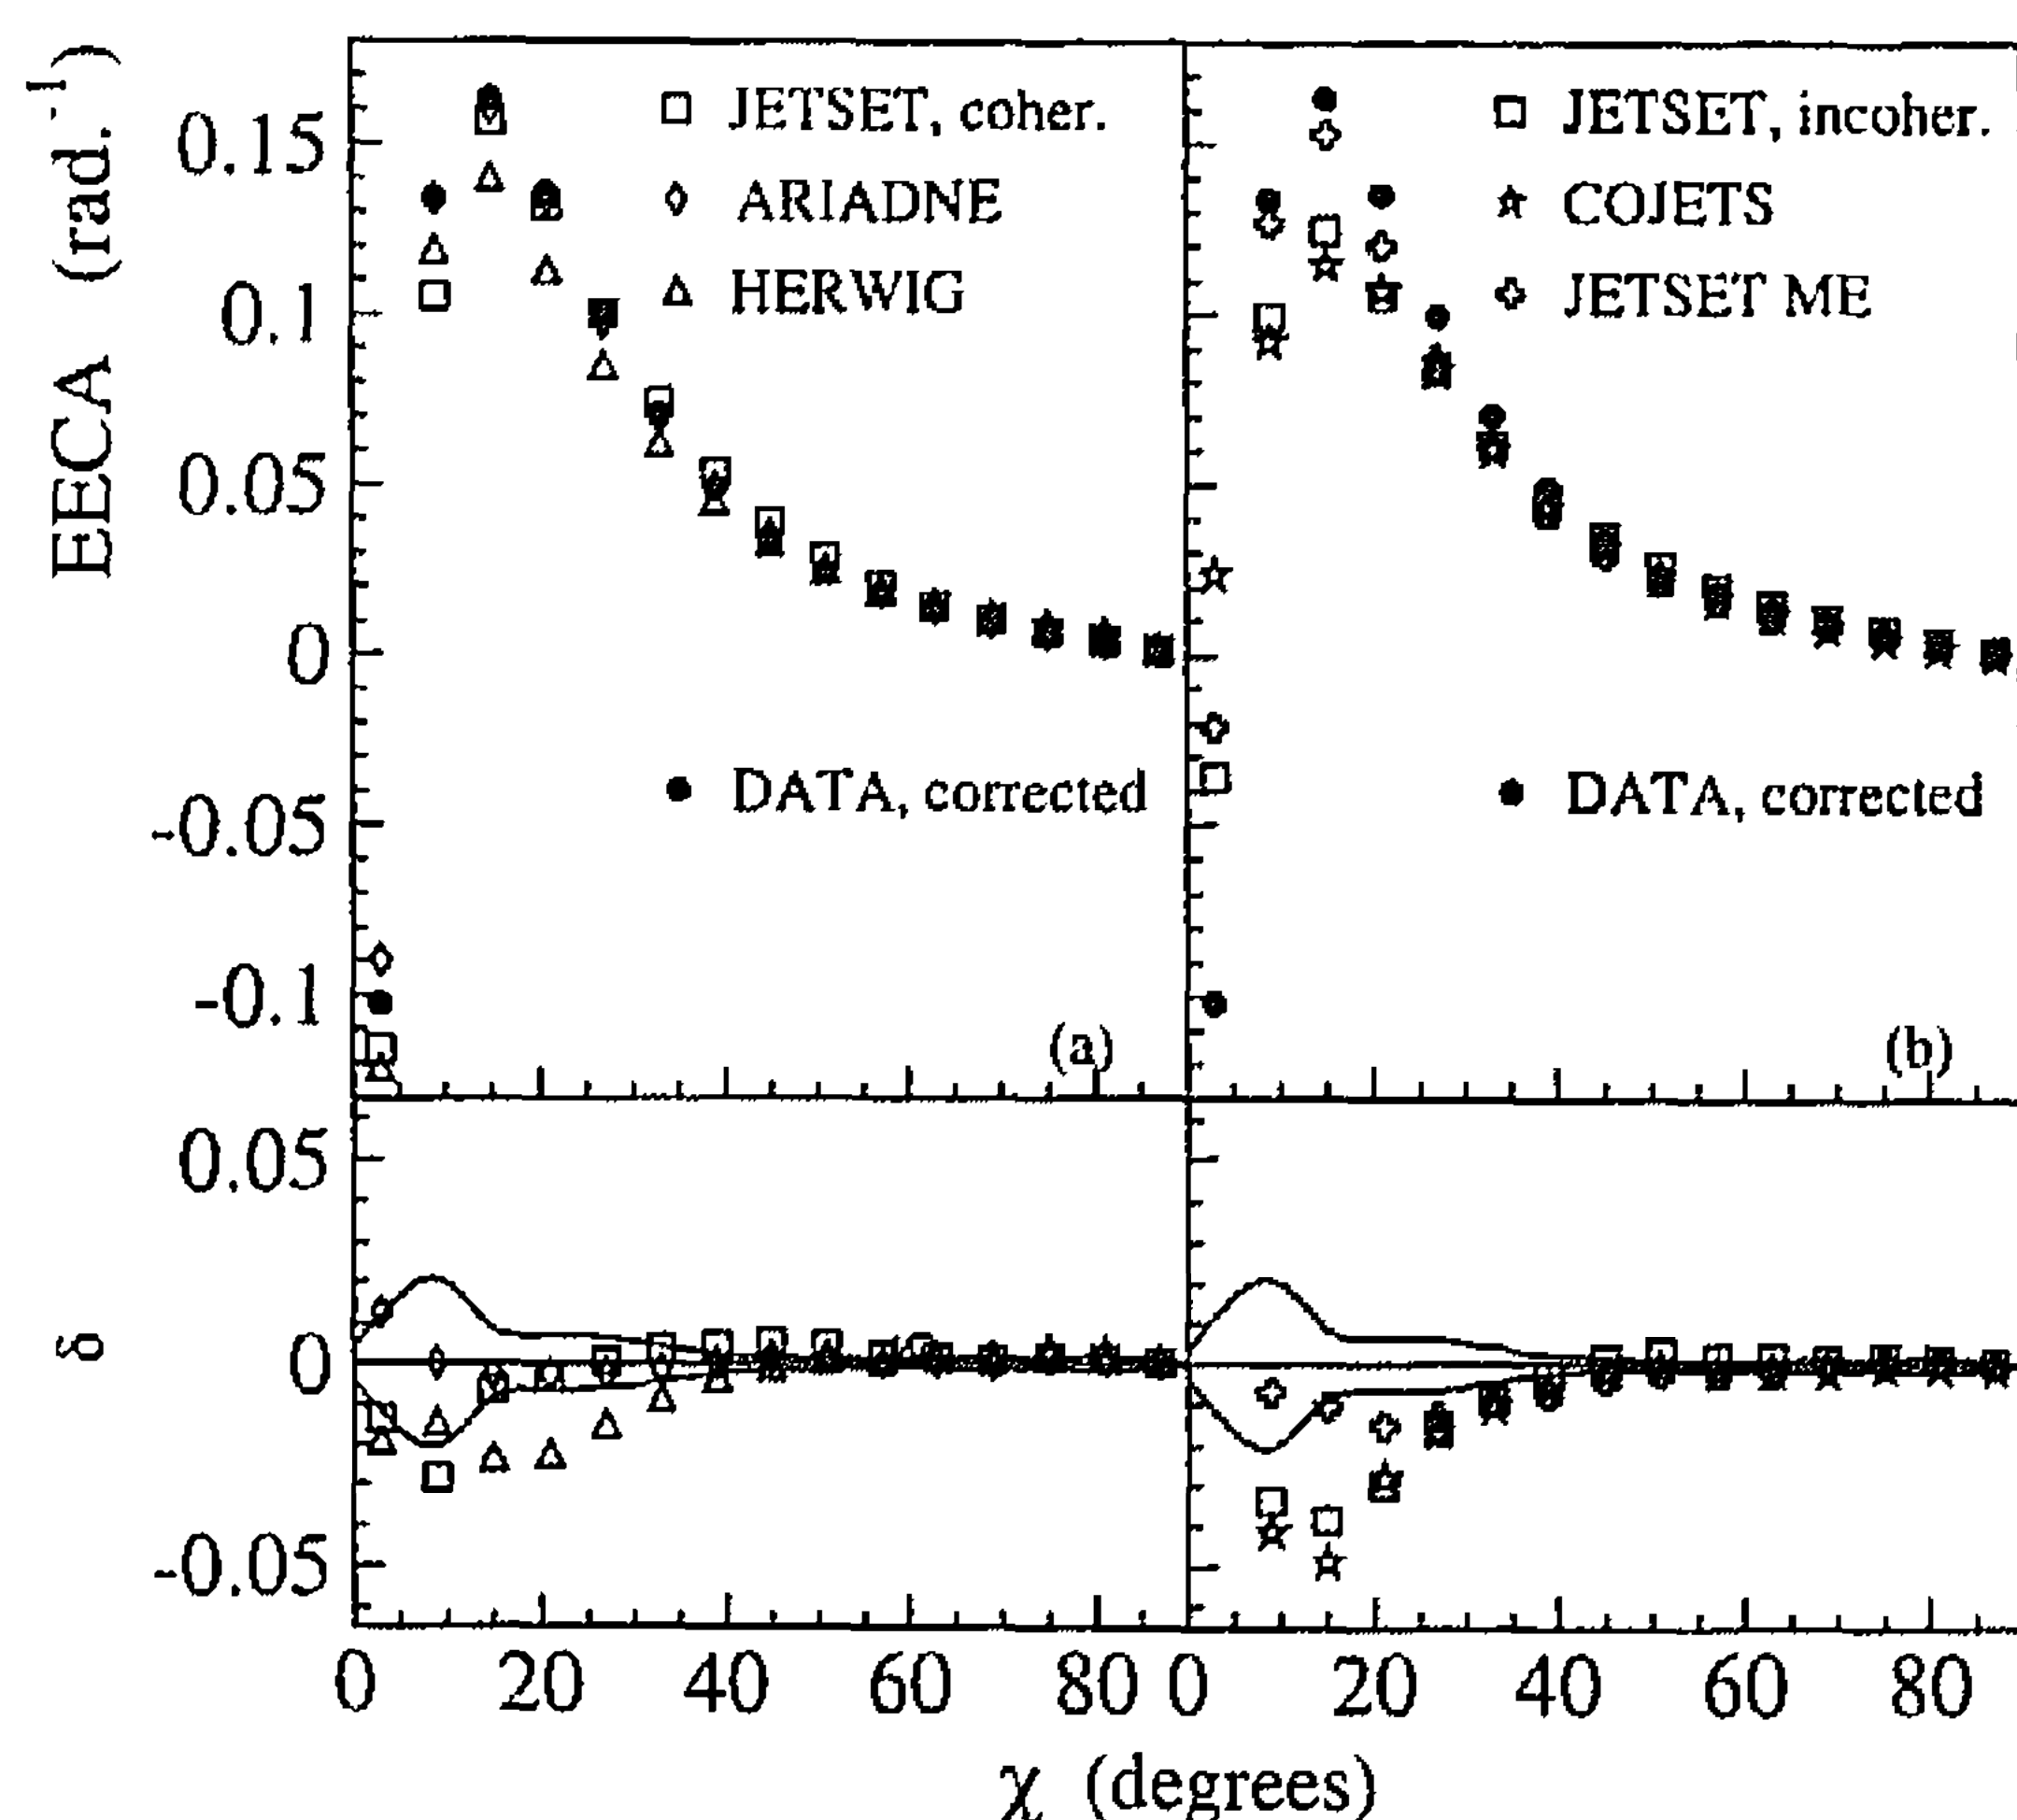 EECA (rad.⁻¹)
0.15
0.1
0.05
0
-0.05
-0.1
JETSET, coher.
ARIADNE
HERWIG
DATA, corrected
(a)
JETSET, incoher.
COJETS
JETSET ME
DATA, corrected
(b)
δ
0.05
0
-0.05
0 20 40 60 80 0 20 40 60 80
χ (degrees)